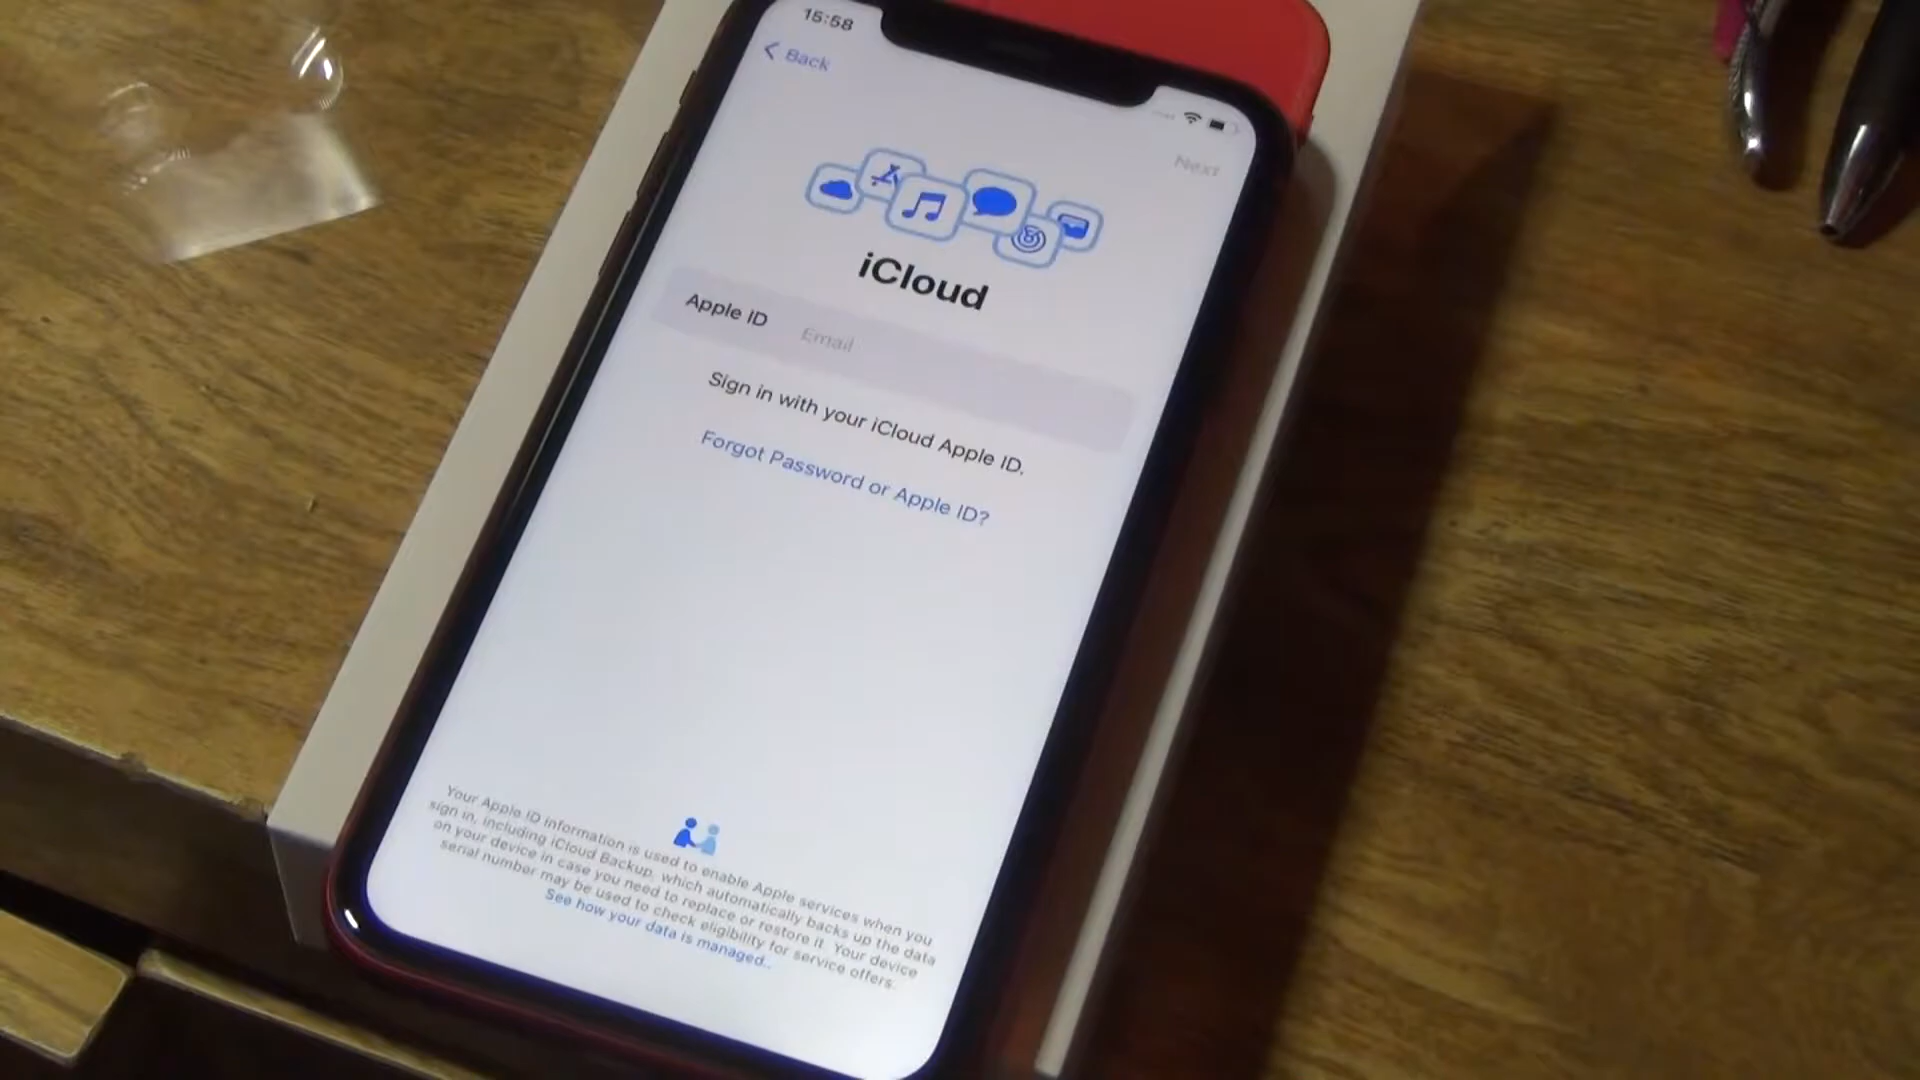 15:58
Back
Next
iCloud
Apple ID Email
Sign in with your iCloud Apple ID.
Forgot Password or Apple ID?
Your Apple ID information is used to enable Apple services when you
sign in, including iCloud Backup, which automatically backs up the data
on your device in case you need to replace or restore it. Your device
serial number may be used to check eligibility for service offers.
See how your data is managed..